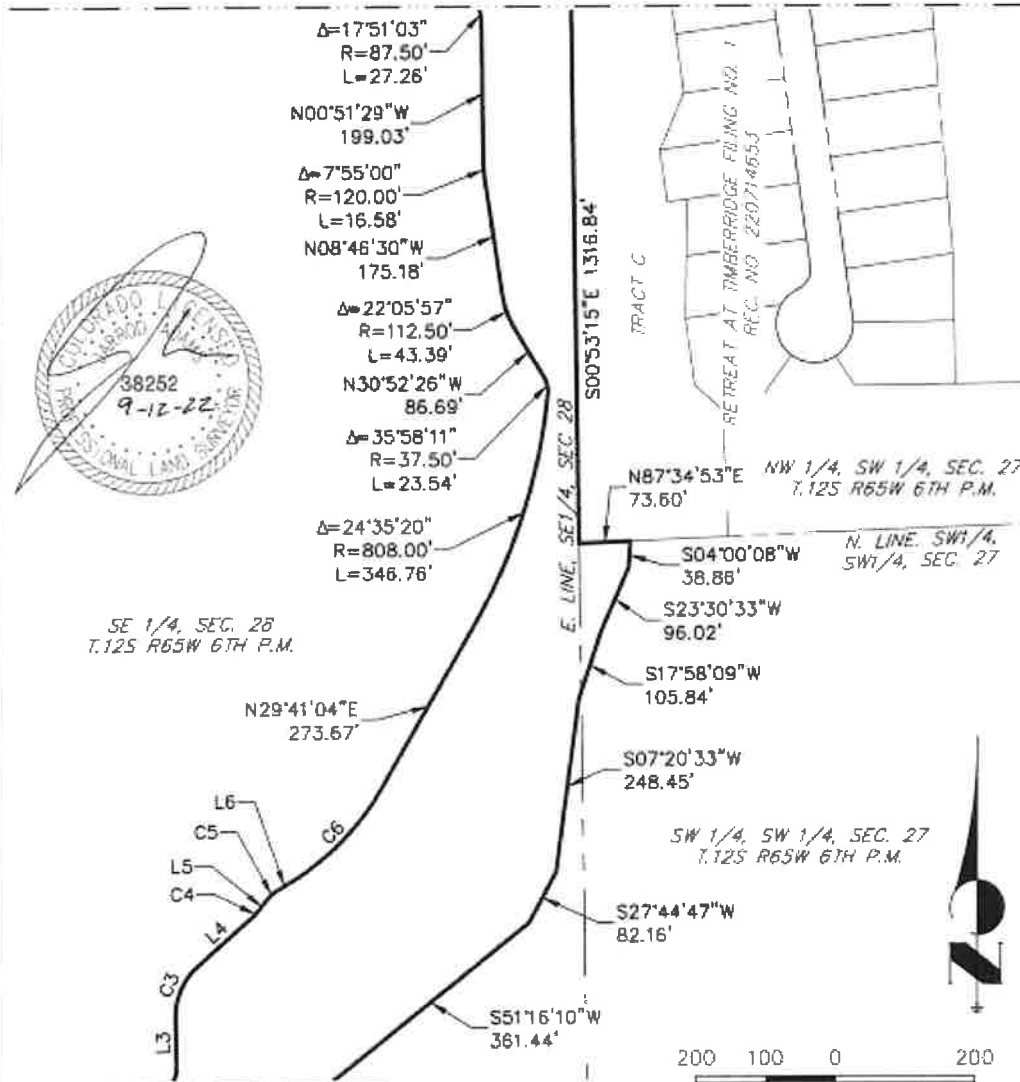 Δ=17°51'03"
R=87.50'
L=27.26'
N00°51'29"W
199.03'
Δ=7°55'00"
R=120.00'
L=16.58'
N08°46'30"W
175.18'
Δ=22°05'57"
R=112.50'
L=43.39'
N30°52'26"W
86.69'
Δ=35°58'11"
R=37.50'
L=23.54'
Δ=24°35'20"
R=808.00'
L=346.76'
COLORADO LICENSED
38252
9-12-22
PROFESSIONAL LAND SURVEYOR
SE 1/4, SEC. 28
T.12S R65W 6TH P.M.
N29°41'04"E
273.67'
L6
C5
L5
C4
L4
C3
L3
C6
S00°53'15"E 1316.84'
E. LINE, SE1/4, SEC. 28
TRACT C
RETREAT AT TIMBERRIDGE FILING NO. 1
REC. NO. 220714653
NW 1/4, SW 1/4, SEC. 27
T.12S R65W 6TH P.M.
N87°34'53"E
73.60'
N. LINE, SW1/4,
SW1/4, SEC. 27
S04°00'08"W
38.86'
S23°30'33"W
96.02'
S17°58'09"W
105.84'
S07°20'33"W
248.45'
SW 1/4, SW 1/4, SEC. 27
T.12S R65W 6TH P.M.
S27°44'47"W
82.16'
S51°16'10"W
361.44'
N
200 100 0 200